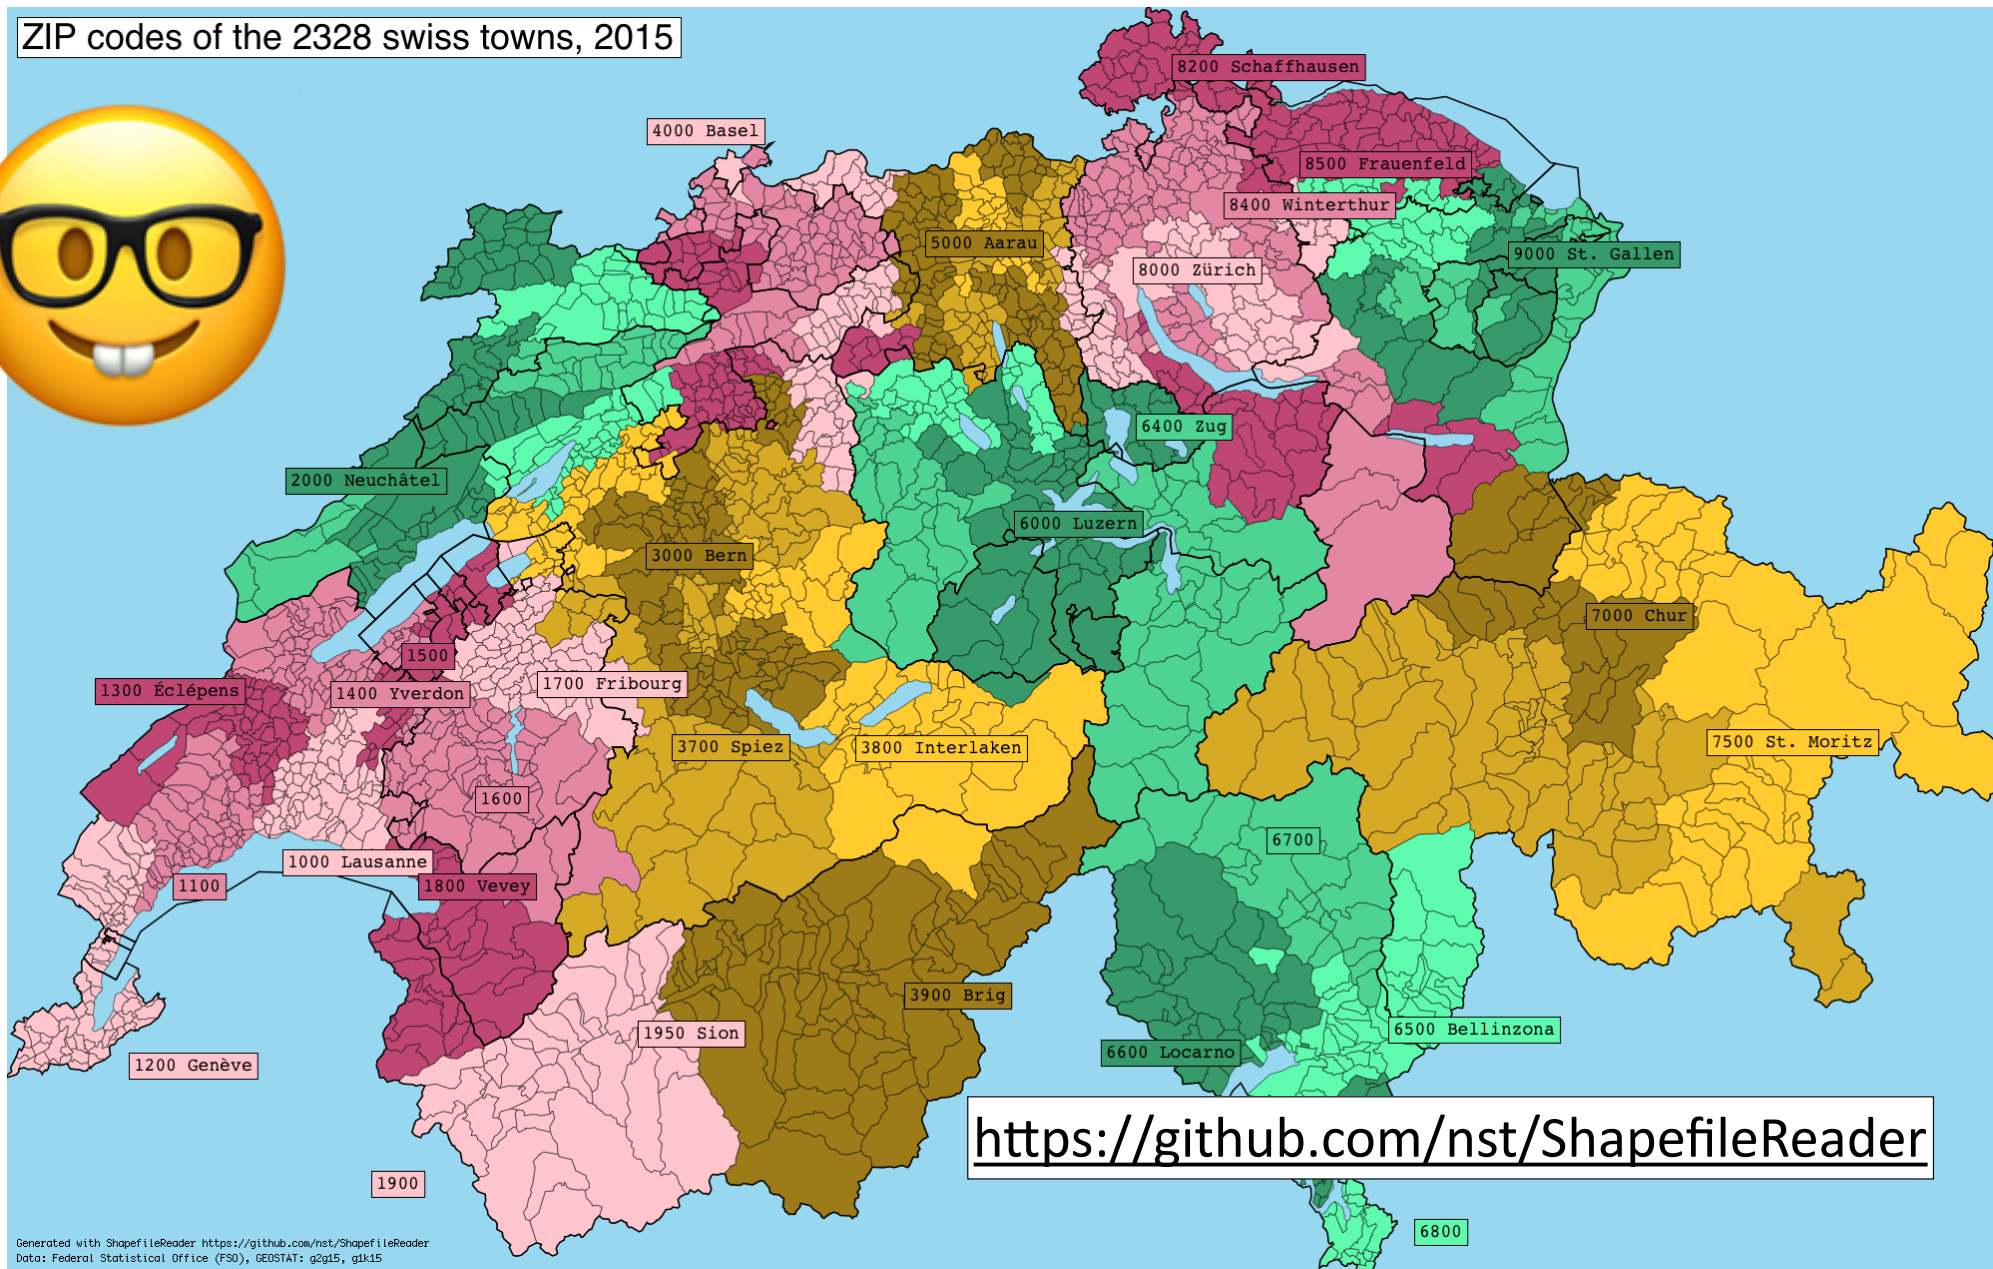 ZIP codes of the 2328 swiss towns, 2015
8200 Schaffhausen
4000 Basel
8500 Frauenfeld
8400 Winterthur
5000 Aarau
9000 St. Gallen
8000 Zürich
6400 Zug
2000 Neuchâtel
6000 Luzern
3000 Bern
7000 Chur
1500
1300 Éclépens
1400 Yverdon
1700 Fribourg
3700 Spiez
3800 Interlaken
7500 St. Moritz
1600
6700
1000 Lausanne
1100
1800 Vevey
3900 Brig
1950 Sion
6500 Bellinzona
6600 Locarno
1200 Genève
https://github.com/nst/ShapefileReader
1900
6800
Generated with ShapefileReader https://github.com/nst/ShapefileReader
Data: Federal Statistical Office (FSO), GEOSTAT: g2g15, g1k15